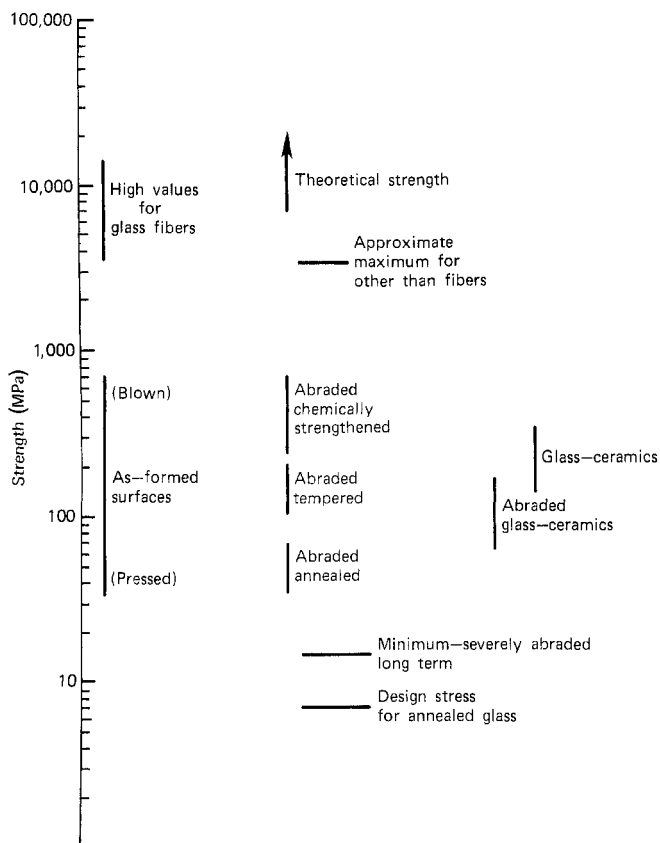 100,000
10,000
1,000
100
10
Strength (MPa)
High values
for
glass fibers
Theoretical strength
Approximate
maximum for
other than fibers
(Blown)
As—formed
surfaces
(Pressed)
Abraded
chemically
strengthened
Abraded
tempered
Abraded
annealed
Glass—ceramics
Abraded
glass—ceramics
Minimum—severely abraded
long term
Design stress
for annealed glass